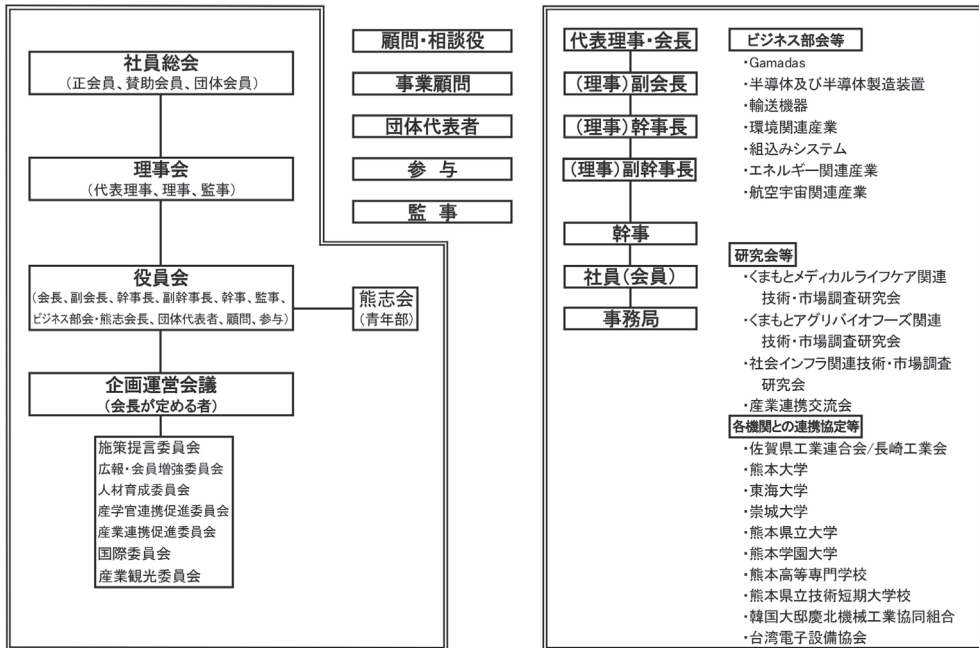 社員総会
(正会員、賛助会員、団体会員)
理事会
(代表理事、理事、監事)
役員会
(会長、副会長、幹事長、副幹事長、幹事、監事、
ビジネス部会・熊志会長、団体代表者、顧問、参与)
熊志会
(青年部)
企画運営会議
(会長が定める者)
施策提言委員会
広報・会員増強委員会
人材育成委員会
産学官連携促進委員会
産業連携促進委員会
国際委員会
産業観光委員会
顧問・相談役
事業顧問
団体代表者
参 与
監 事
代表理事・会長
(理事)副会長
(理事)幹事長
(理事)副幹事長
幹事
社員(会員)
事務局
ビジネス部会等
・Gamadas
・半導体及び半導体製造装置
・輸送機器
・環境関連産業
・組込みシステム
・エネルギー関連産業
・航空宇宙関連産業
研究会等
・くまもとメディカルライフケア関連
技術・市場調査研究会
・くまもとアグリバイオフーズ関連
技術・市場調査研究会
・社会インフラ関連技術・市場調査
研究会
・産業連携交流会
各機関との連携協定等
・佐賀県工業連合会/長崎工業会
・熊本大学
・東海大学
・崇城大学
・熊本県立大学
・熊本学園大学
・熊本高等専門学校
・熊本県立技術短期大学校
・韓国大邸慶北機械工業協同組合
・台湾電子設備協会